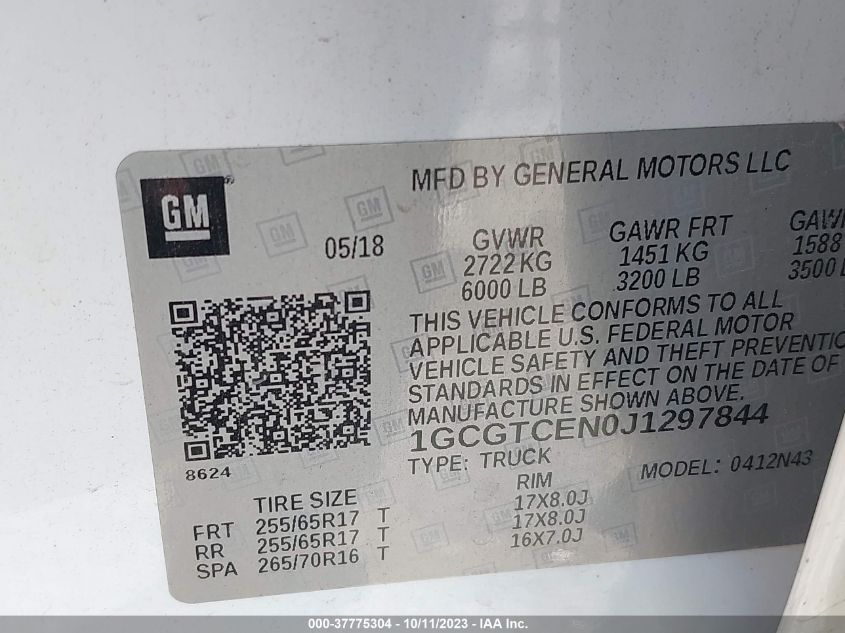 MFD BY GENERAL MOTORS LLC
GM
05/18
GVWR GAWR FRT GAWR
2722 KG 1451 KG 1588
6000 LB 3200 LB 3500 L
THIS VEHICLE CONFORMS TO ALL
APPLICABLE U.S. FEDERAL MOTOR
VEHICLE SAFETY AND THEFT PREVENTIO
STANDARDS IN EFFECT ON THE DATE OF
MANUFACTURE SHOWN ABOVE.
1GCGTCEN0J1297844
TYPE: TRUCK MODEL: 0412N43
8624
TIRE SIZE RIM
FRT 255/65R17 T 17X8.0J
RR 255/65R17 T 17X8.0J
SPA 265/70R16 T 16X7.0J
000-37775304 - 10/11/2023 - IAA Inc.